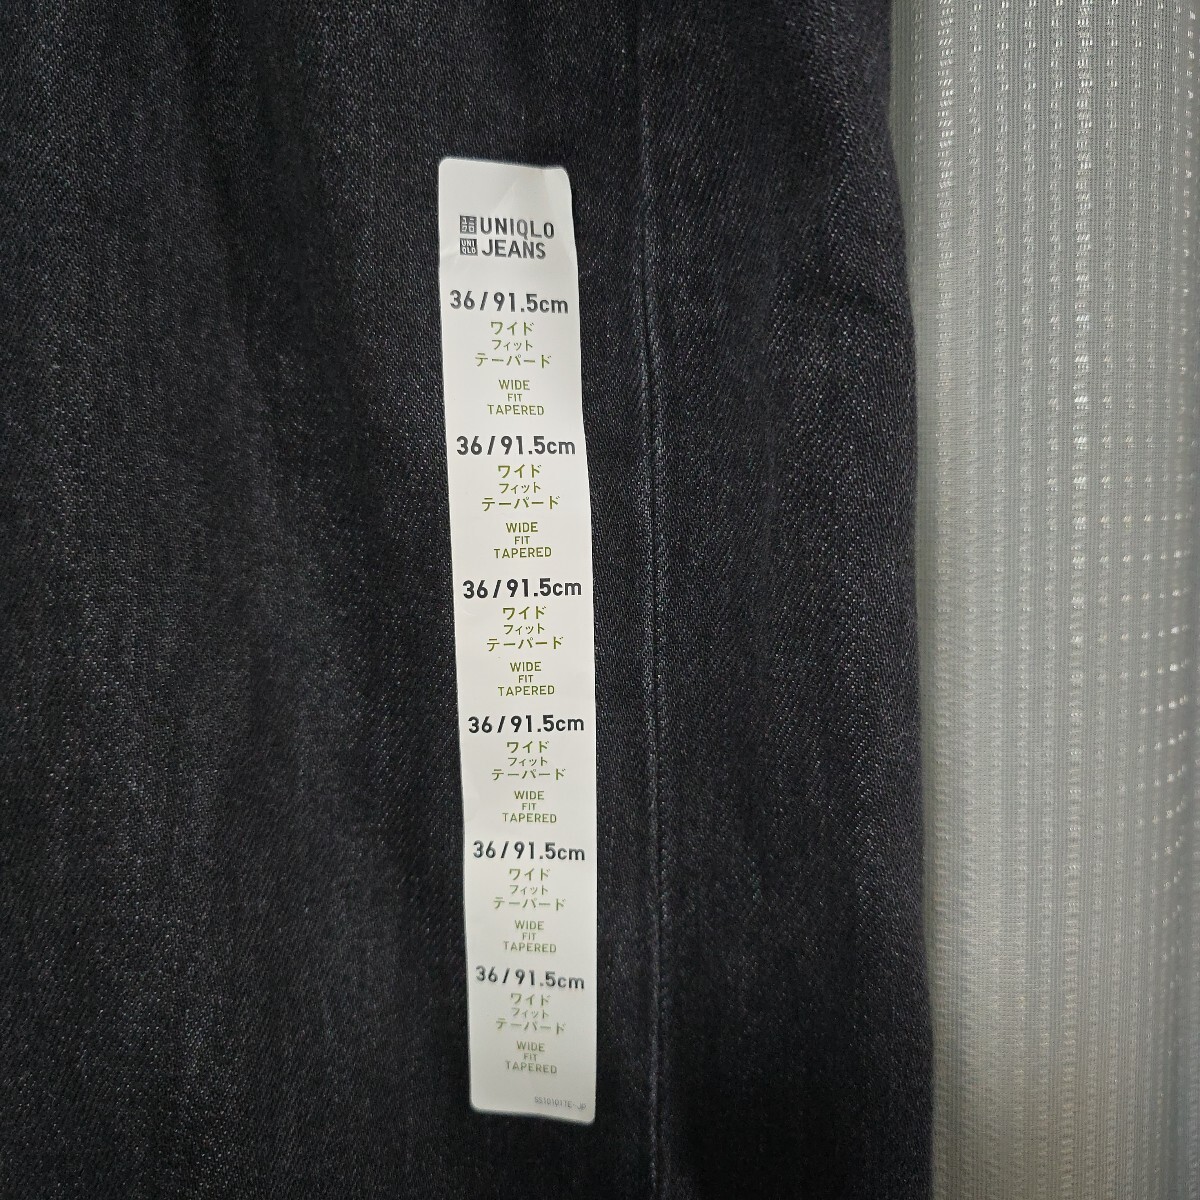 UNIQLO
JEANS
36/91.5cm
ワイド
フィット
テーパード
WIDE
FIT
TAPERED
36/91.5cm
ワイド
フィット
テーパード
WIDE
FIT
TAPERED
36/91.5cm
ワイド
フィット
テーパード
WIDE
FIT
TAPERED
36/91.5cm
ワイド
フィット
テーパード
WIDE
FIT
TAPERED
36/91.5cm
ワイド
フィット
テーパード
WIDE
FIT
TAPERED
36/91.5cm
ワイド
フィット
テーパード
WIDE
FIT
TAPERED